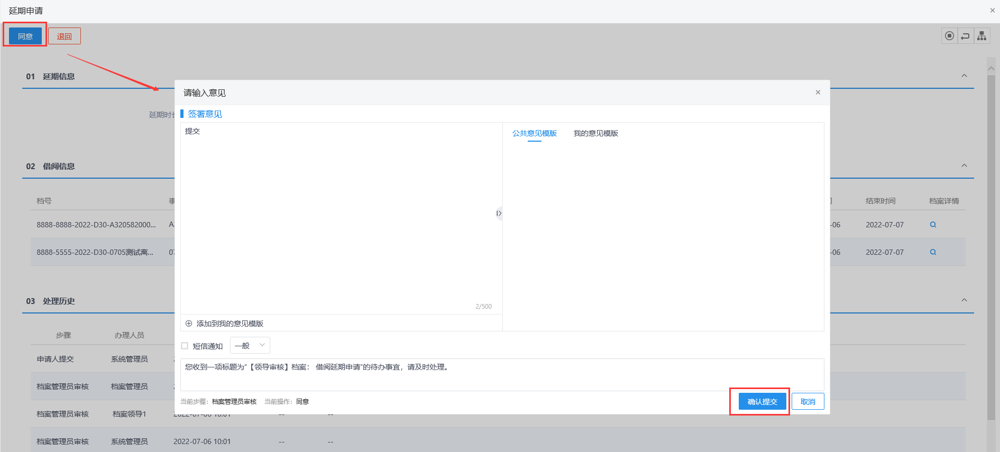 延期申请
同意
退回
01 延期信息
延期时
请输入意见
签署意见
提交
公共意见模版
我的意见模版
2/500
添加到我的意见模版
短信通知
一般
您收到一项标题为“【领导审核】档案： 借阅延期申请”的待办事宜，请及时处理。
当前步骤：档案管理员审核 当前操作：同意
确认提交
取消
02 借阅信息
档号
结束时间
档案详情
8888-8888-2022-D30-A320582000... A
-06 2022-07-07
8888-5555-2022-D30-0705测试离... 07
-06 2022-07-07
03 处理历史
步骤 办理人员
申请人提交 系统管理员
档案管理员审核 档案管理员
档案管理员审核 档案领导1 2022-07-06 10:01 -- --
档案管理员审核 系统管理员 2022-07-06 10:01 -- --